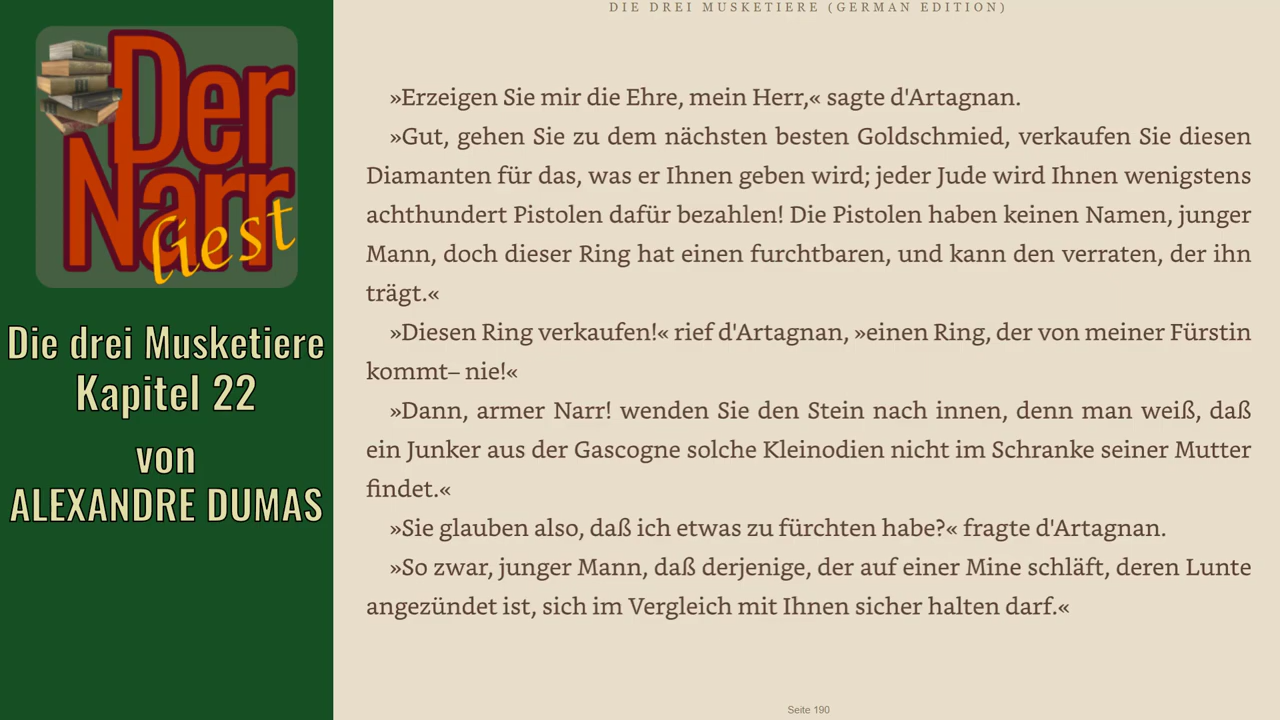 DIE DREI MUSKETIERE (GERMAN EDITION)
Der
Narr
liest
Die drei Musketiere
Kapitel 22
von
ALEXANDRE DUMAS
»Erzeigen Sie mir die Ehre, mein Herr,« sagte d'Artagnan.
»Gut, gehen Sie zu dem nächsten besten Goldschmied, verkaufen Sie diesen
Diamanten für das, was er Ihnen geben wird; jeder Jude wird Ihnen wenigstens
achthundert Pistolen dafür bezahlen! Die Pistolen haben keinen Namen, junger
Mann, doch dieser Ring hat einen furchtbaren, und kann den verraten, der ihn
trägt.«
»Diesen Ring verkaufen!« rief d'Artagnan, »einen Ring, der von meiner Fürstin
kommt– nie!«
»Dann, armer Narr! wenden Sie den Stein nach innen, denn man weiß, daß
ein Junker aus der Gascogne solche Kleinodien nicht im Schranke seiner Mutter
findet.«
»Sie glauben also, daß ich etwas zu fürchten habe?« fragte d'Artagnan.
»So zwar, junger Mann, daß derjenige, der auf einer Mine schläft, deren Lunte
angezündet ist, sich im Vergleich mit Ihnen sicher halten darf.«
Seite 190